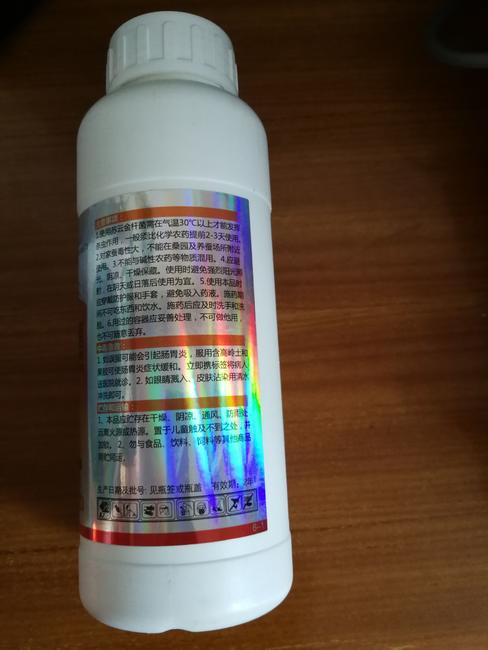 注意事项：
1.使用苏云金杆菌需在气温30℃以上才能发挥
杀虫作用，一般须比化学农药提前2-3天使用。
2.对家蚕毒性大，不能在桑园及养蚕场所附近
使用。3.不能与碱性农药等物质混用。4.应避
光、阴凉、干燥保藏。使用时避免强烈阳光照
射，在阴天或日落后使用为宜。5.使用本品时
应穿戴防护服和手套，避免吸入药液。施药期
间不可吃东西和饮水。施药后应及时洗手和洗
脸。6.用过的容器应妥善处理，不可做他用，
也不可随意丢弃。
中毒急救：
1. 如误服可能会引起肠胃炎，服用含高岭土和
果胶可使肠胃炎症状缓和。立即携标签将病人
送医院就诊。2. 如眼睛溅入、皮肤沾染用清水
冲洗即可。
1、本品应贮存在干燥、阴凉、通风、防雨处，
远离火源或热源。置于儿童触及不到之处，并
加锁。2、勿与食品、饮料、饲料等其他商品
同贮同运。
生产日期及批号: 见瓶签或瓶盖 有效期: 2年
6-1